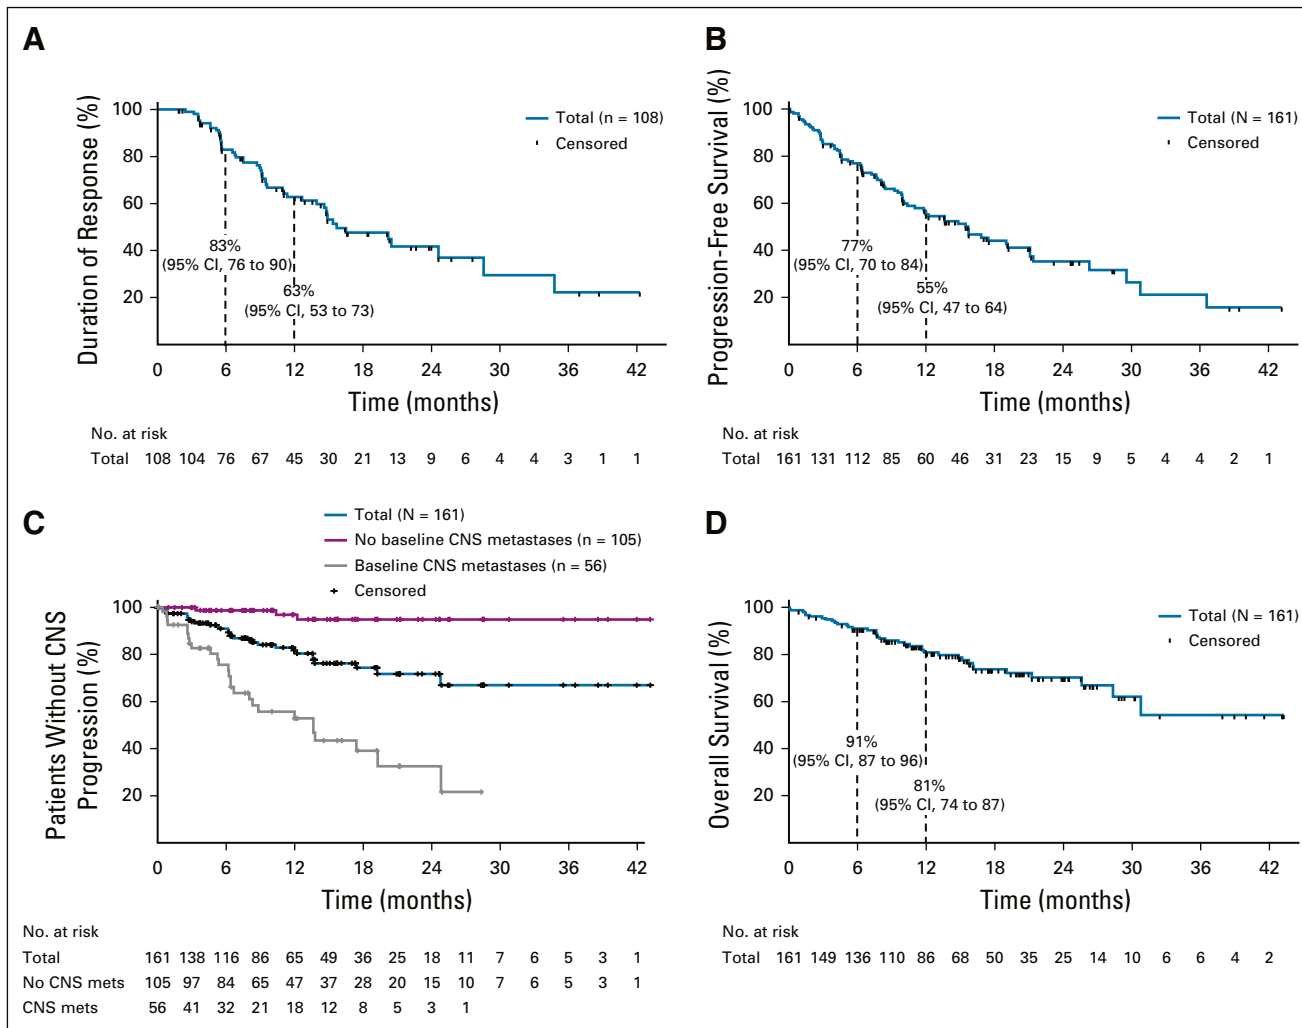 A
Duration of Response (%)
100
80
60
40
20
Total (n = 108)
Censored
83%
(95% CI, 76 to 90)
63%
(95% CI, 53 to 73)
0 6 12 18 24 30 36 42
Time (months)
No. at risk
Total 108 104 76 67 45 30 21 13 9 6 4 4 3 1 1
B
Progression-Free Survival (%)
100
80
60
40
20
Total (N = 161)
Censored
77%
(95% CI, 70 to 84)
55%
(95% CI, 47 to 64)
0 6 12 18 24 30 36 42
Time (months)
No. at risk
Total 161 131 112 85 60 46 31 23 15 9 5 4 4 2 1
C
Total (N = 161)
No baseline CNS metastases (n = 105)
Baseline CNS metastases (n = 56)
Censored
Patients Without CNS
Progression (%)
100
80
60
40
20
0 6 12 18 24 30 36 42
Time (months)
No. at risk
Total 161 138 116 86 65 49 36 25 18 11 7 6 5 3 1
No CNS mets 105 97 84 65 47 37 28 20 15 10 7 6 5 3 1
CNS mets 56 41 32 21 18 12 8 5 3 1
D
Overall Survival (%)
100
80
60
40
20
Total (N = 161)
Censored
91%
(95% CI, 87 to 96)
81%
(95% CI, 74 to 87)
0 6 12 18 24 30 36 42
Time (months)
No. at risk
Total 161 149 136 110 86 68 50 35 25 14 10 6 6 4 2